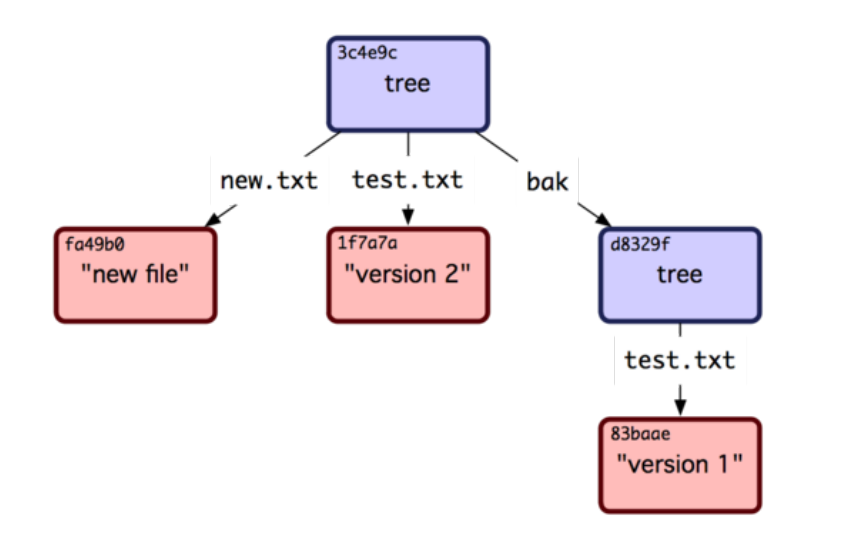 3c4e9c
tree
new.txt
test.txt
bak
fa49b0
"new file"
1f7a7a
"version 2"
d8329f
tree
test.txt
83baae
"version 1"